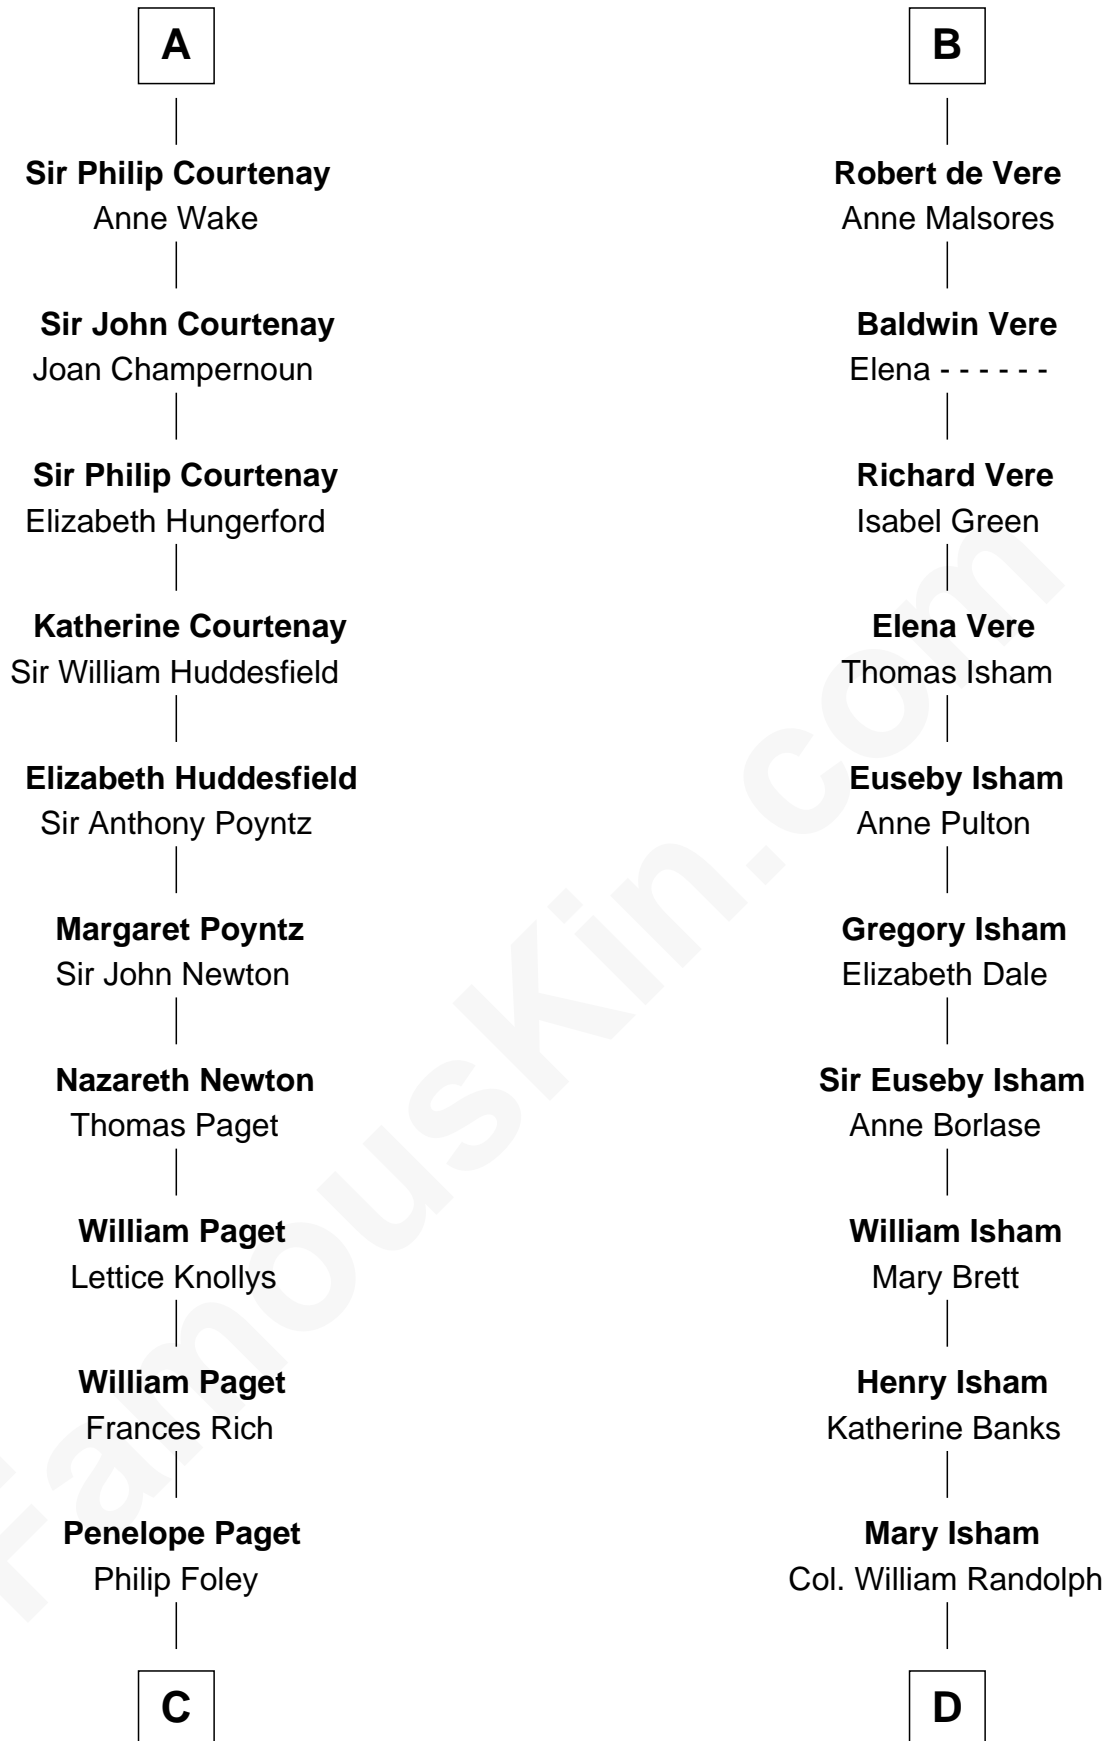 A
Sir Philip Courtenay
Anne Wake
Sir John Courtenay
Joan Champernoun
Sir Philip Courtenay
Elizabeth Hungerford
Katherine Courtenay
Sir William Huddesfield
Elizabeth Huddesfield
Sir Anthony Poyntz
Margaret Poyntz
Sir John Newton
Nazareth Newton
Thomas Paget
William Paget
Lettice Knollys
William Paget
Frances Rich
Penelope Paget
Philip Foley
C
B
Robert de Vere
Anne Malsores
Baldwin Vere
Elena - - - - - -
Richard Vere
Isabel Green
Elena Vere
Thomas Isham
Euseby Isham
Anne Pulton
Gregory Isham
Elizabeth Dale
Sir Euseby Isham
Anne Borlase
William Isham
Mary Brett
Henry Isham
Katherine Banks
Mary Isham
Col. William Randolph
D
FamousKin.com